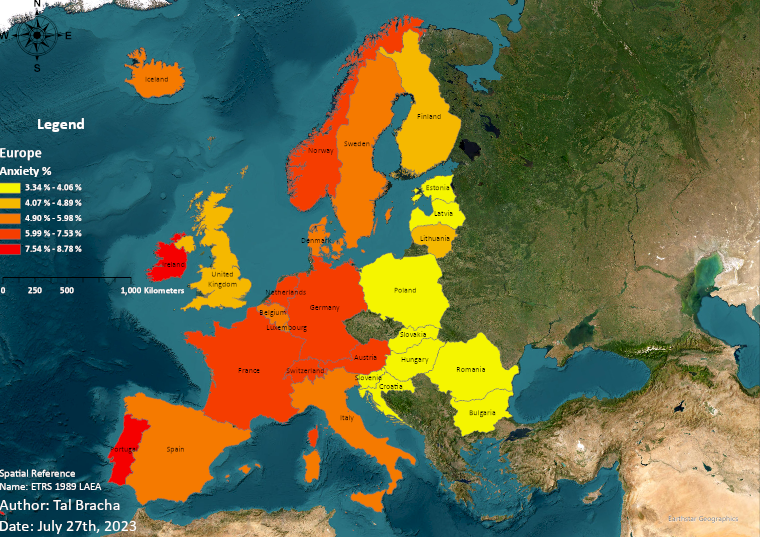 N
W E
S
Iceland
Legend
Europe
Anxiety %
3.34 % - 4.06 %
4.07 % - 4.89 %
4.90 % - 5.98 %
5.99 % - 7.53 %
7.54 % - 8.78 %
0 250 500 1,000 Kilometers
Finland
Sweden
Norway
Estonia
Latvia
Lithuania
Denmark
Ireland
United
Kingdom
Netherlands
Poland
Germany
Belgium
Luxembourg
Slovakia
Austria
Hungary
France
Switzerland
Romania
Slovenia
Croatia
Bulgaria
Italy
Portugal
Spain
Spatial Reference
Name: ETRS 1989 LAEA
Author: Tal Bracha
Date: July 27th, 2023
Earthstar Geographics